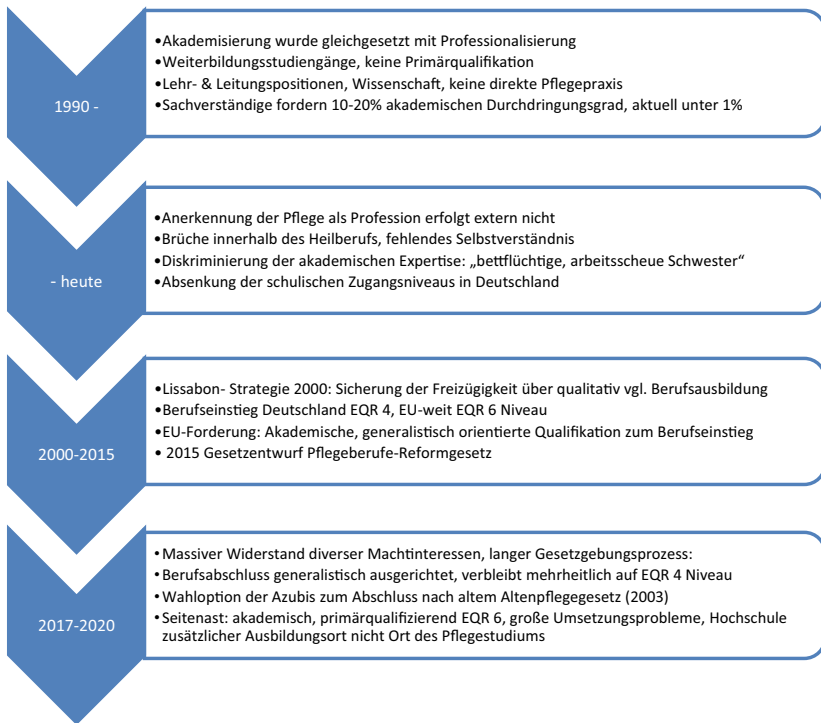 1990 -
•Akademisierung wurde gleichgesetzt mit Professionalisierung
•Weiterbildungsstudiengänge, keine Primärqualifikation
•Lehr- & Leitungspositionen, Wissenschaft, keine direkte Pflegepraxis
•Sachverständige fordern 10-20% akademischen Durchdringungsgrad, aktuell unter 1%
- heute
•Anerkennung der Pflege als Profession erfolgt extern nicht
•Brüche innerhalb des Heilberufs, fehlendes Selbstverständnis
•Diskriminierung der akademischen Expertise: „bettflüchtige, arbeitsscheue Schwester“
•Absenkung der schulischen Zugangsniveaus in Deutschland
2000-2015
•Lissabon- Strategie 2000: Sicherung der Freizügigkeit über qualitativ vgl. Berufsausbildung
•Berufseinstieg Deutschland EQR 4, EU-weit EQR 6 Niveau
•EU-Forderung: Akademische, generalistisch orientierte Qualifikation zum Berufseinstieg
• 2015 Gesetzentwurf Pflegeberufe-Reformgesetz
2017-2020
•Massiver Widerstand diverser Machtinteressen, langer Gesetzgebungsprozess:
•Berufsabschluss generalistisch ausgerichtet, verbleibt mehrheitlich auf EQR 4 Niveau
•Wahloption der Azubis zum Abschluss nach altem Altenpflegegesetz (2003)
•Seitenast: akademisch, primärqualifizierend EQR 6, große Umsetzungsprobleme, Hochschule
zusätzlicher Ausbildungsort nicht Ort des Pflegestudiums